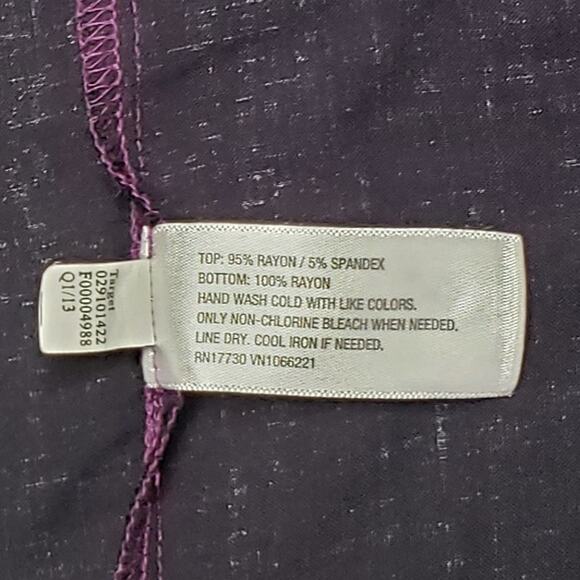 TOP: 95% RAYON / 5% SPANDEX
BOTTOM: 100% RAYON
HAND WASH COLD WITH LIKE COLORS.
ONLY NON-CHLORINE BLEACH WHEN NEEDED.
LINE DRY. COOL IRON IF NEEDED.
RN17730 VN1066221
Target
029101422
F00004988
Q1/13